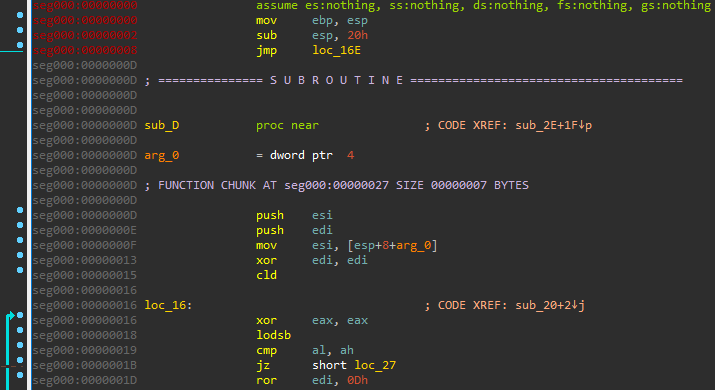 seg000:00000000 assume es:nothing, ss:nothing, ds:nothing, fs:nothing, gs:nothing
seg000:00000000 mov ebp, esp
seg000:00000002 sub esp, 20h
seg000:00000008 jmp loc_16E
seg000:0000000D
seg000:0000000D ; =============== S U B R O U T I N E =======================================
seg000:0000000D
seg000:0000000D
seg000:0000000D sub_D proc near ; CODE XREF: sub_2E+1F↓p
seg000:0000000D
seg000:0000000D arg_0 = dword ptr 4
seg000:0000000D
seg000:0000000D ; FUNCTION CHUNK AT seg000:00000027 SIZE 00000007 BYTES
seg000:0000000D
seg000:0000000D push esi
seg000:0000000E push edi
seg000:0000000F mov esi, [esp+8+arg_0]
seg000:00000013 xor edi, edi
seg000:00000015 cld
seg000:00000016
seg000:00000016 loc_16: ; CODE XREF: sub_20+2↓j
seg000:00000016 xor eax, eax
seg000:00000018 lodsb
seg000:00000019 cmp al, ah
seg000:0000001B jz short loc_27
seg000:0000001D ror edi, 0Dh